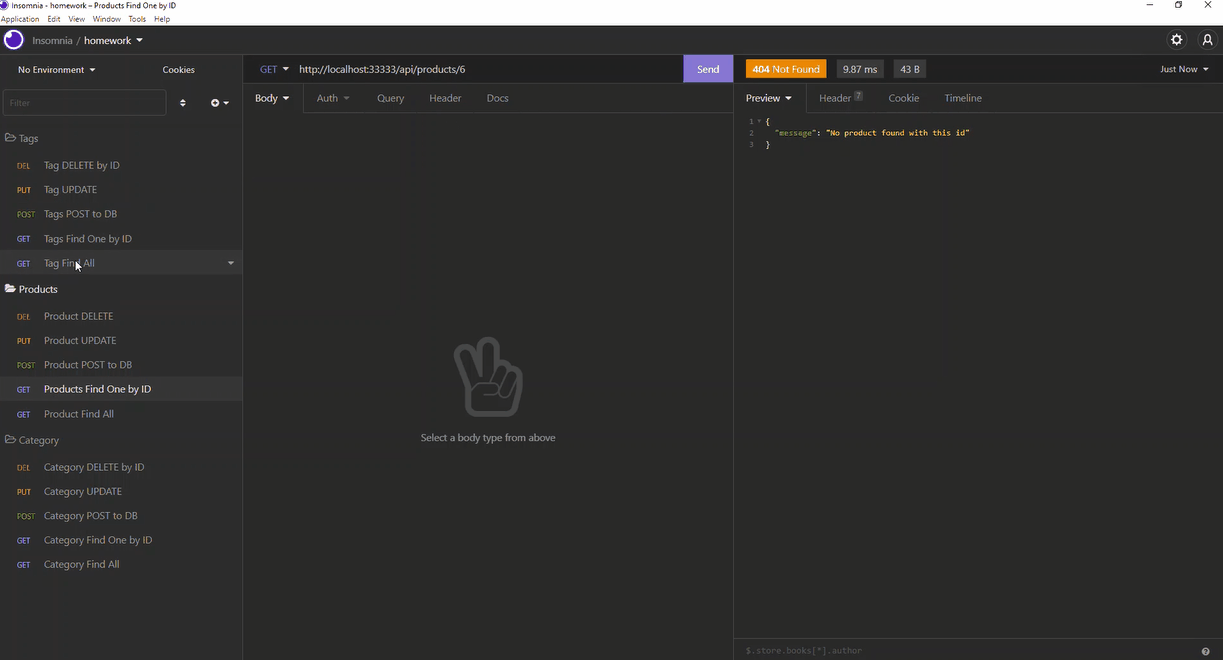 Insomnia - homework – Products Find One by ID
Application Edit View Window Tools Help
Insomnia / homework
No Environment Cookies
GET http://localhost:33333/api/products/6 Send
404 Not Found 9.87 ms 43 B Just Now
Filter
Body Auth Query Header Docs
Preview Header 7 Cookie Timeline
1 {
2 "message": "No product found with this id"
3 }
Tags
DEL Tag DELETE by ID
PUT Tag UPDATE
POST Tags POST to DB
GET Tags Find One by ID
GET Tag Find All
Products
DEL Product DELETE
PUT Product UPDATE
POST Product POST to DB
GET Products Find One by ID
GET Product Find All
Category
DEL Category DELETE by ID
PUT Category UPDATE
POST Category POST to DB
GET Category Find One by ID
GET Category Find All
Select a body type from above
$.store.books[*].author